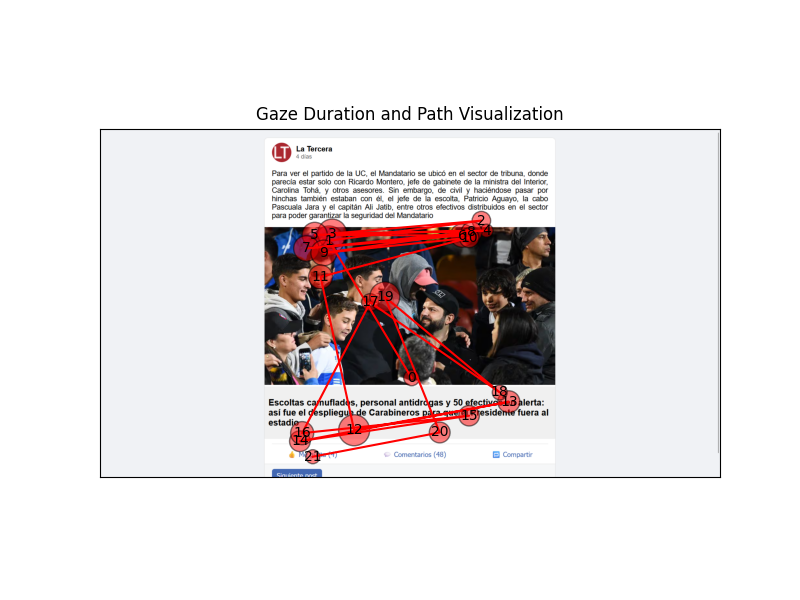 Gaze Duration and Path Visualization
LT La Tercera
4 días
Para ver el partido de la UC, el Mandatario se ubicó en el sector de tribuna, donde
parecía estar solo con Ricardo Montero, jefe de gabinete de la ministra del Interior,
Carolina Tohá, y otros asesores. Sin embargo, de civil y haciéndose pasar por
hinchas también estaban con él, el jefe de la escolta, Patricio Aguayo, la cabo
Pascuala Jara y el capitán Ali Jatib, entre otros efectivos distribuidos en el sector
para poder garantizar la seguridad del Mandatario
2
5 3 6 8 4
7 1 10
9
11
17 19
0
18
Escoltas camuflados, personal antidrogas y 50 efectivos alerta: 13
así fue el despliegue de Carabineros para que Presidente fuera al 15
estadio
16 12 20
14
21 (4) Comentarios (48) Compartir
Siguiente post